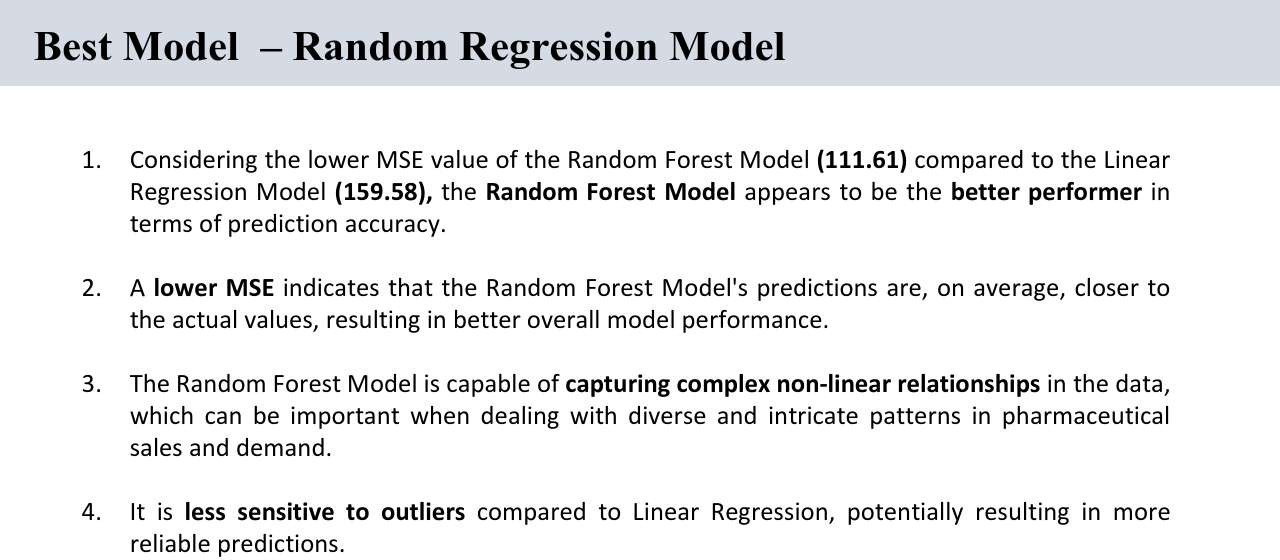 Best Model – Random Regression Model
1. Considering the lower MSE value of the Random Forest Model (111.61) compared to the Linear
Regression Model (159.58), the Random Forest Model appears to be the better performer in
terms of prediction accuracy.
2. A lower MSE indicates that the Random Forest Model's predictions are, on average, closer to
the actual values, resulting in better overall model performance.
3. The Random Forest Model is capable of capturing complex non-linear relationships in the data,
which can be important when dealing with diverse and intricate patterns in pharmaceutical
sales and demand.
4. It is less sensitive to outliers compared to Linear Regression, potentially resulting in more
reliable predictions.